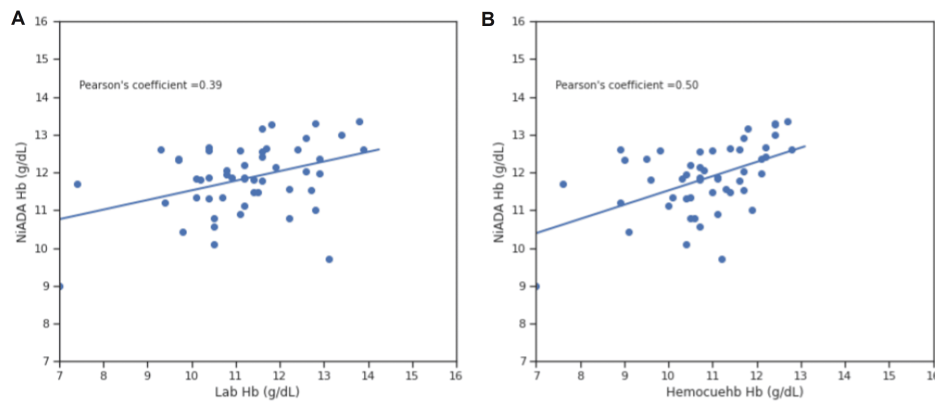 A
16
15
14
13
12
11
10
9
8
7
NiADA Hb (g/dL)
Pearson's coefficient =0.39
7 8 9 10 11 12 13 14 15 16
Lab Hb (g/dL)
B
16
15
14
13
12
11
10
9
8
7
NiADA Hb (g/dL)
Pearson's coefficient =0.50
7 8 9 10 11 12 13 14 15 16
Hemocuehb Hb (g/dL)